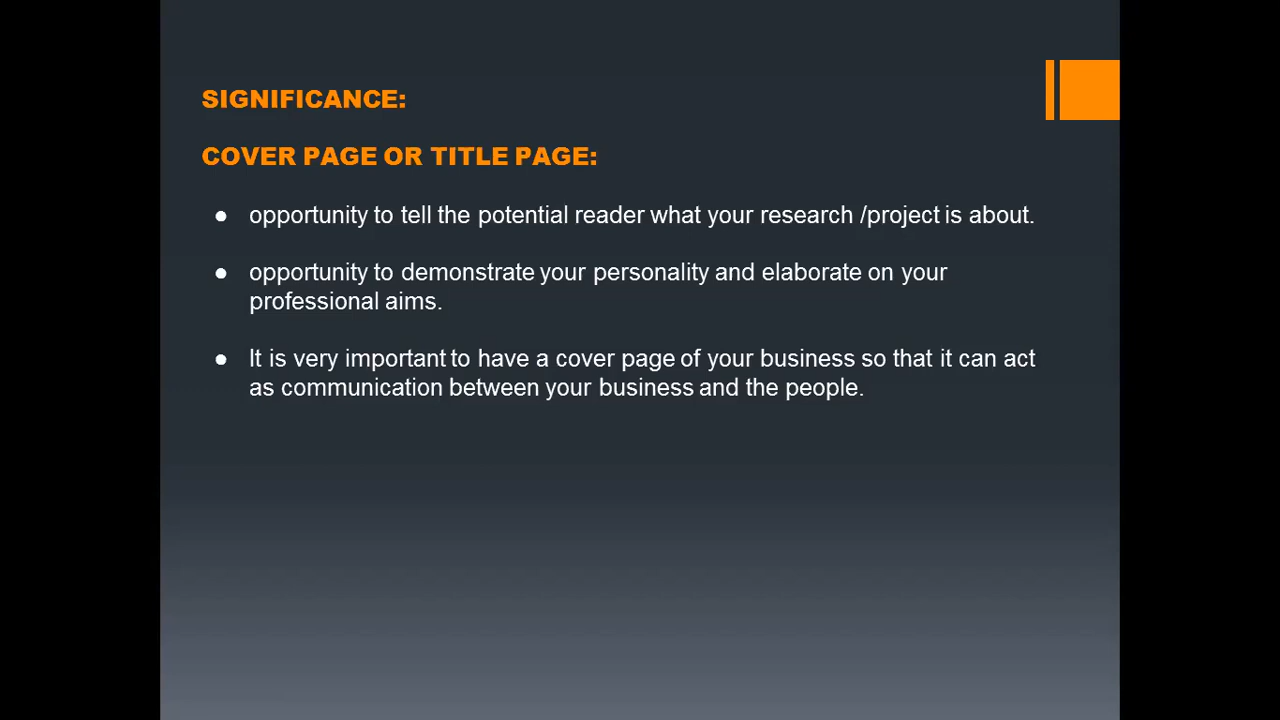 SIGNIFICANCE:
COVER PAGE OR TITLE PAGE:
● opportunity to tell the potential reader what your research /project is about.
● opportunity to demonstrate your personality and elaborate on your
professional aims.
● It is very important to have a cover page of your business so that it can act
as communication between your business and the people.